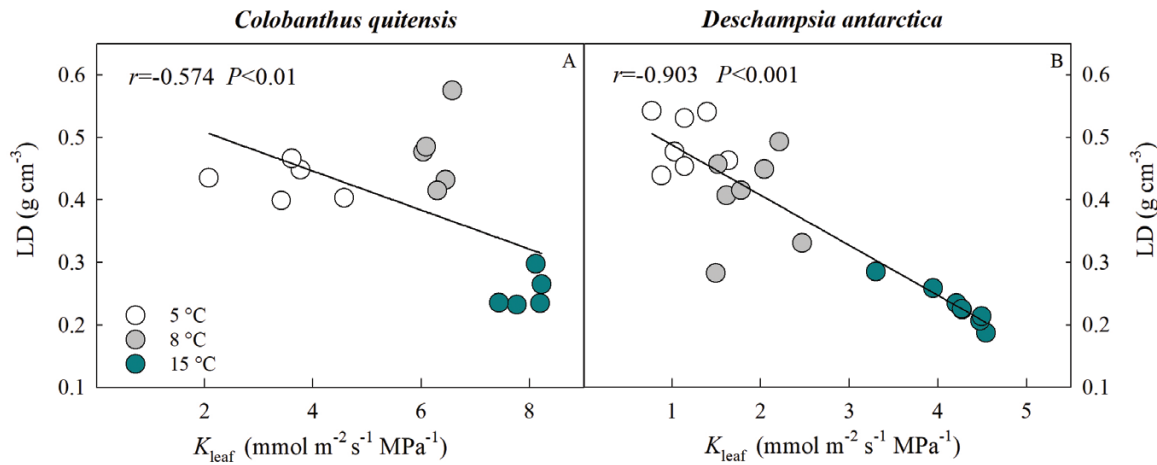 Colobanthus quitensis
Deschampsia antarctica
A
r=-0.574 P<0.01
B
r=-0.903 P<0.001
0.6
0.5
0.4
0.3
0.2
0.1
LD (g cm⁻³)
5 °C
8 °C
15 °C
0.6
0.5
0.4
0.3
0.2
0.1
LD (g cm⁻³)
2 4 6 8
1 2 3 4 5
K_leaf (mmol m⁻² s⁻¹ MPa⁻¹)
K_leaf (mmol m⁻² s⁻¹ MPa⁻¹)